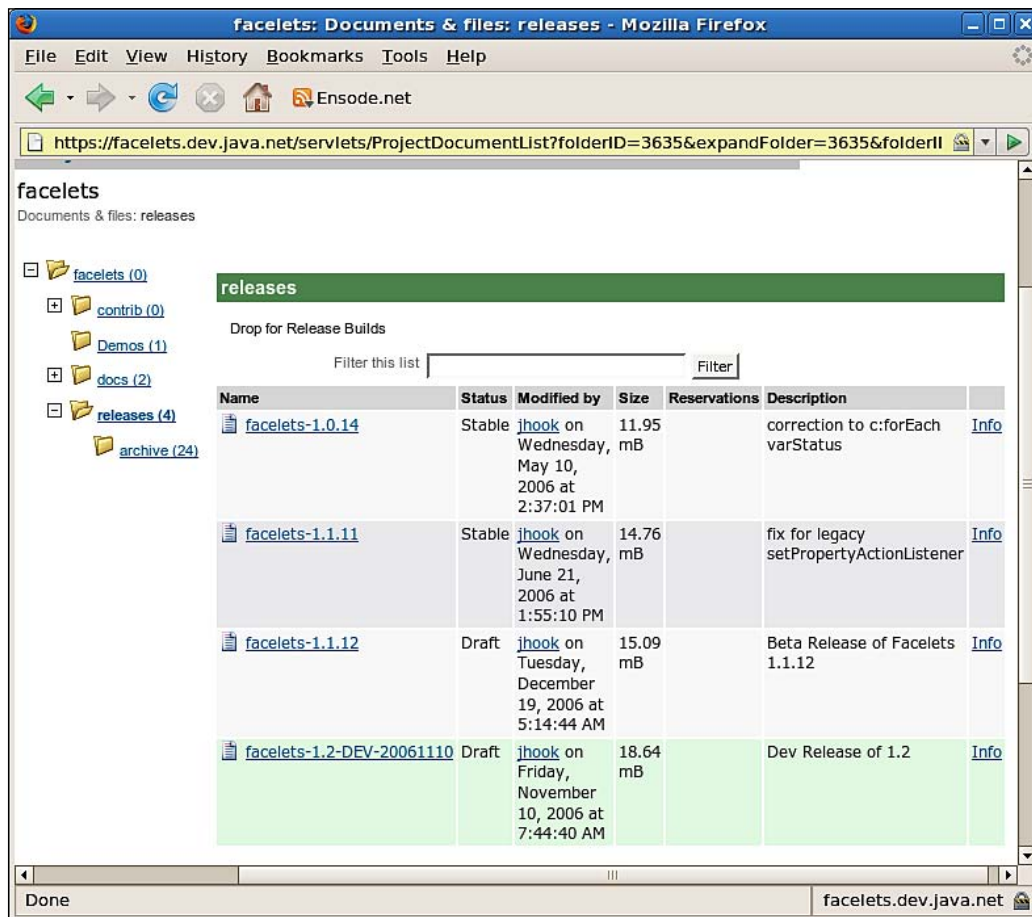 facelets: Documents & files: releases - Mozilla Firefox
File Edit View History Bookmarks Tools Help
Ensode.net
https://facelets.dev.java.net/servlets/ProjectDocumentList?folderID=3635&expandFolder=3635&folderI
facelets
Documents & files: releases
facelets (0)
contrib (0)
Demos (1)
docs (2)
releases (4)
archive (24)
releases
Drop for Release Builds
Filter this list Filter
Name Status Modified by Size Reservations Description
facelets-1.0.14 Stable jhook on 11.95 correction to c:forEach Info
Wednesday, mB varStatus
May 10,
2006 at
2:37:01 PM
facelets-1.1.11 Stable jhook on 14.76 fix for legacy Info
Wednesday, mB setPropertyActionListener
June 21,
2006 at
1:55:10 PM
facelets-1.1.12 Draft jhook on 15.09 Beta Release of Facelets Info
Tuesday, mB 1.1.12
December
19, 2006 at
5:14:44 AM
facelets-1.2-DEV-20061110 Draft jhook on 18.64 Dev Release of 1.2 Info
Friday, mB
November
10, 2006 at
7:44:40 AM
Done facelets.dev.java.net